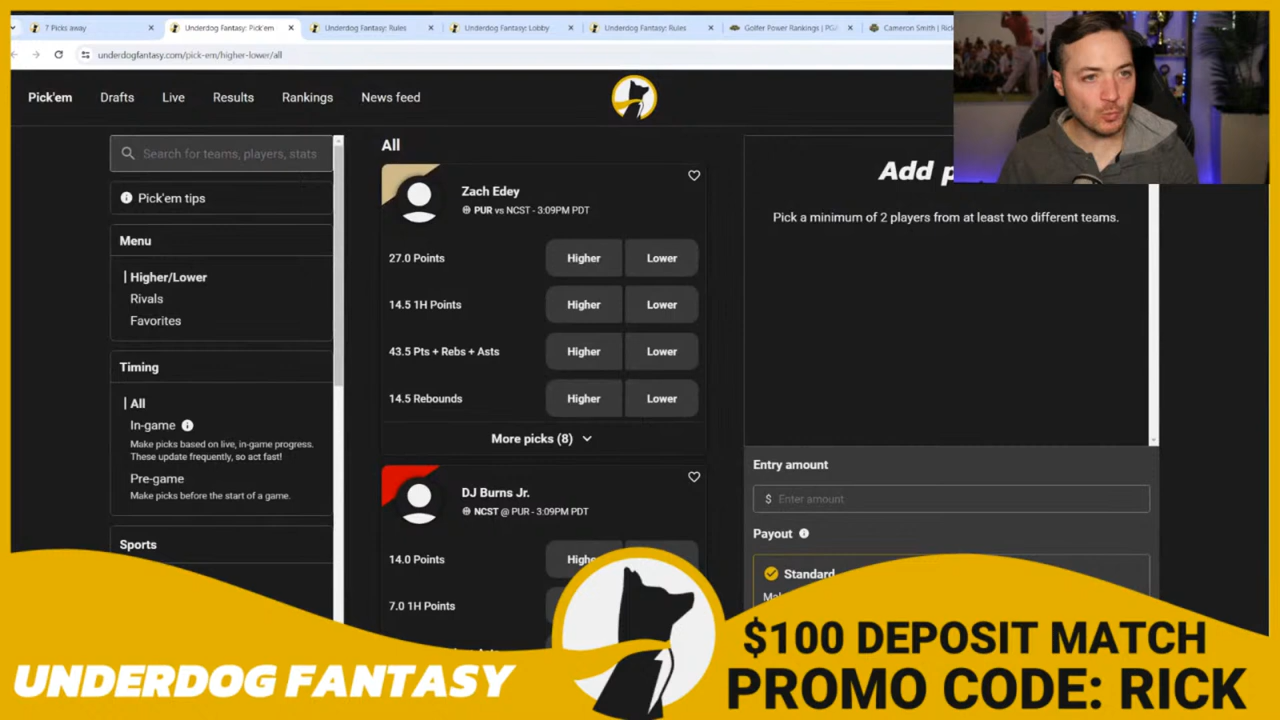 7 Picks away
Underdog Fantasy: Pick'em
Underdog Fantasy: Rules
Underdog Fantasy: Lobby
Underdog Fantasy: Rules
Golfer Power Rankings | PGA
Cameron Smith | Rick
underdogfantasy.com/pick-em/higher-lower/all
Pick'em
Drafts
Live
Results
Rankings
News feed
Search for teams, players, stats
Pick'em tips
Menu
Higher/Lower
Rivals
Favorites
Timing
All
In-game
Make picks based on live, in-game progress.
These update frequently, so act fast!
Pre-game
Make picks before the start of a game.
Sports
All
Zach Edey
PUR vs NCST - 3:09PM PDT
27.0 Points
Higher
Lower
14.5 1H Points
Higher
Lower
43.5 Pts + Rebs + Asts
Higher
Lower
14.5 Rebounds
Higher
Lower
More picks (8)
DJ Burns Jr.
NCST @ PUR - 3:09PM PDT
14.0 Points
Highe
7.0 1H Points
Add p
Pick a minimum of 2 players from at least two different teams.
Entry amount
$ Enter amount
Payout
Standard
UNDERDOG FANTASY
$100 DEPOSIT MATCH
PROMO CODE: RICK